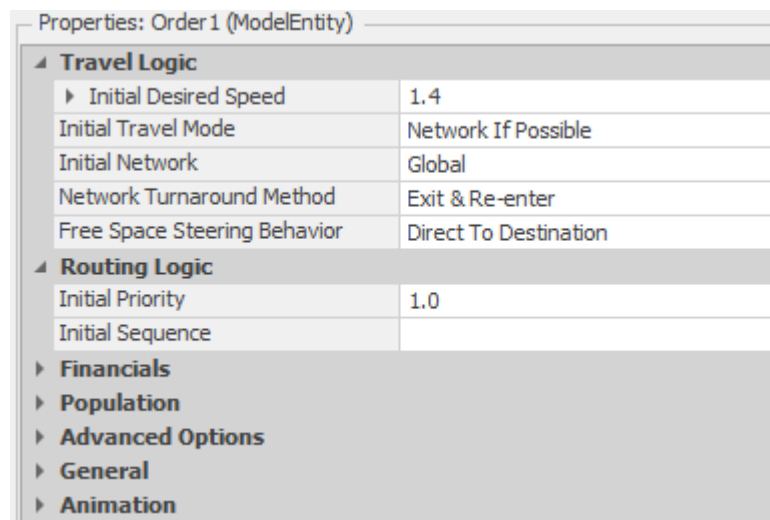 Properties: Order1 (ModelEntity)
Travel Logic
Initial Desired Speed 1.4
Initial Travel Mode Network If Possible
Initial Network Global
Network Turnaround Method Exit & Re-enter
Free Space Steering Behavior Direct To Destination
Routing Logic
Initial Priority 1.0
Initial Sequence
Financials
Population
Advanced Options
General
Animation